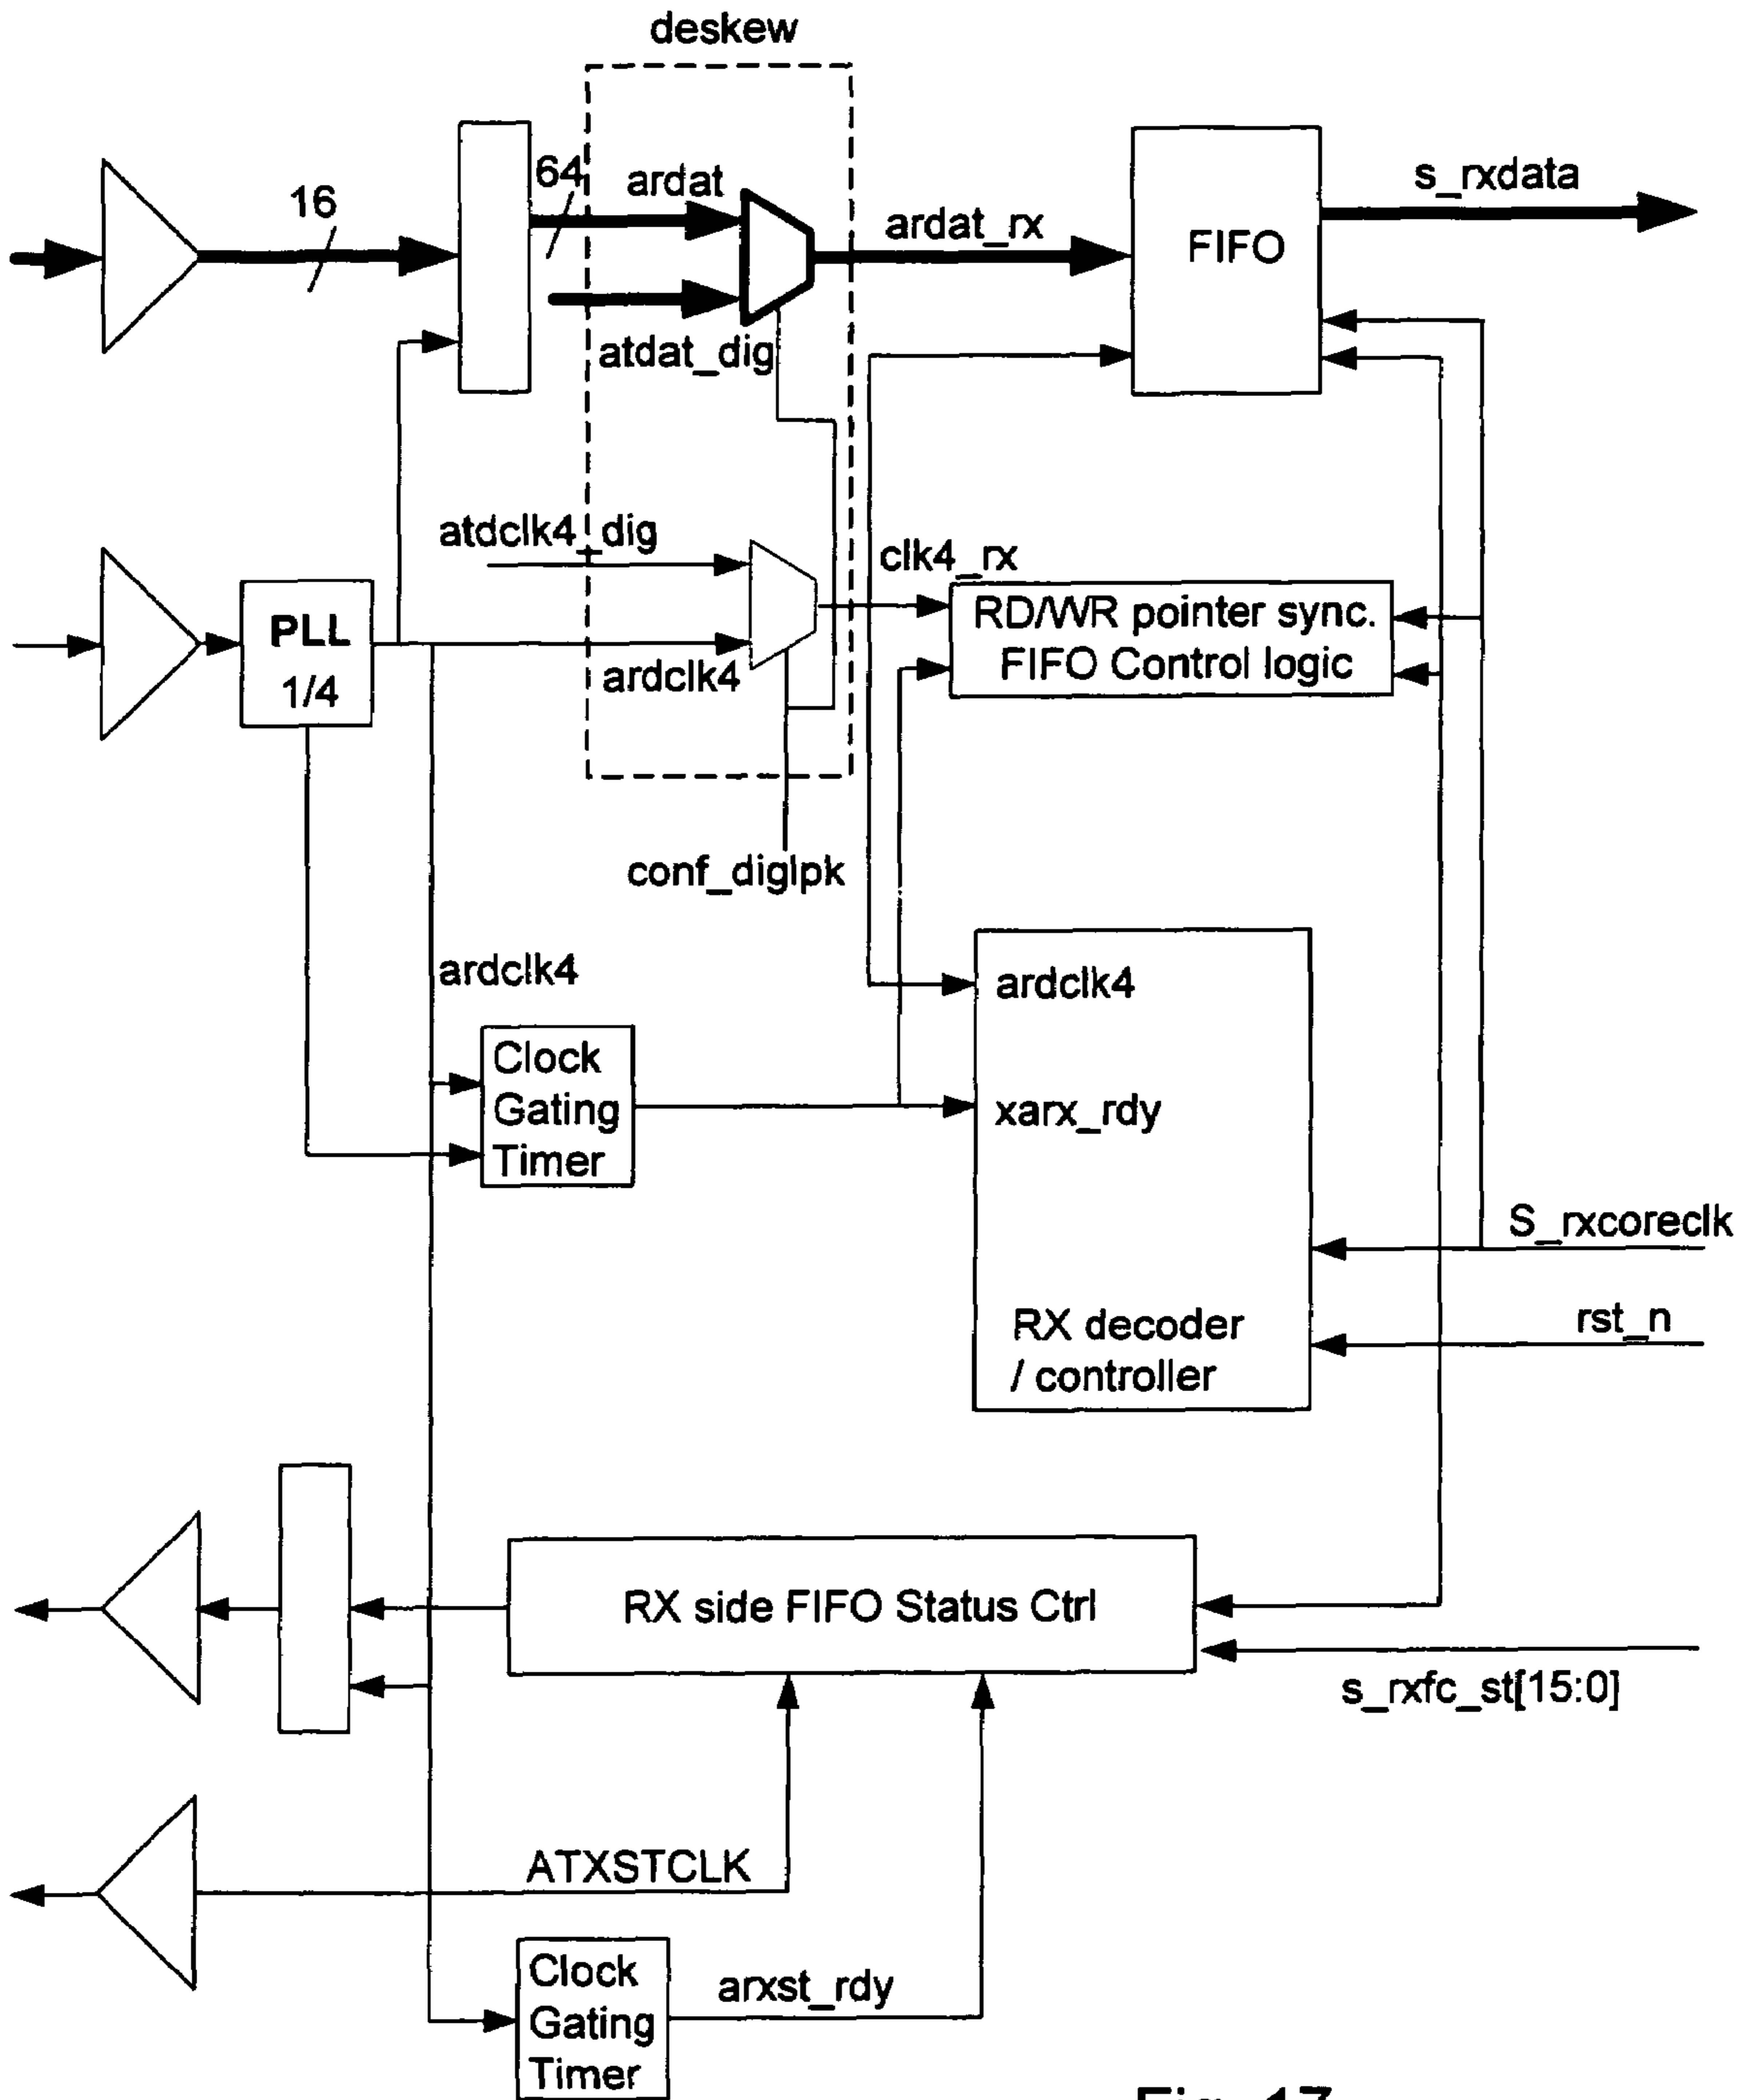 deskew
16
64
ardat
atdat_dig
ardat_rx
FIFO
s_rxdata
atdclk4_dig
clk4_rx
PLL
1/4
ardclk4
RD/WR pointer sync.
FIFO Control logic
conf_diglpk
ardclk4
ardclk4
Clock
Gating
Timer
xarx_rdy
S_rxcoreclk
RX decoder
/ controller
rst_n
RX side FIFO Status Ctrl
s_rxfc_st[15:0]
ATXSTCLK
Clock
Gating
Timer
arxst_rdy
Fig. 17